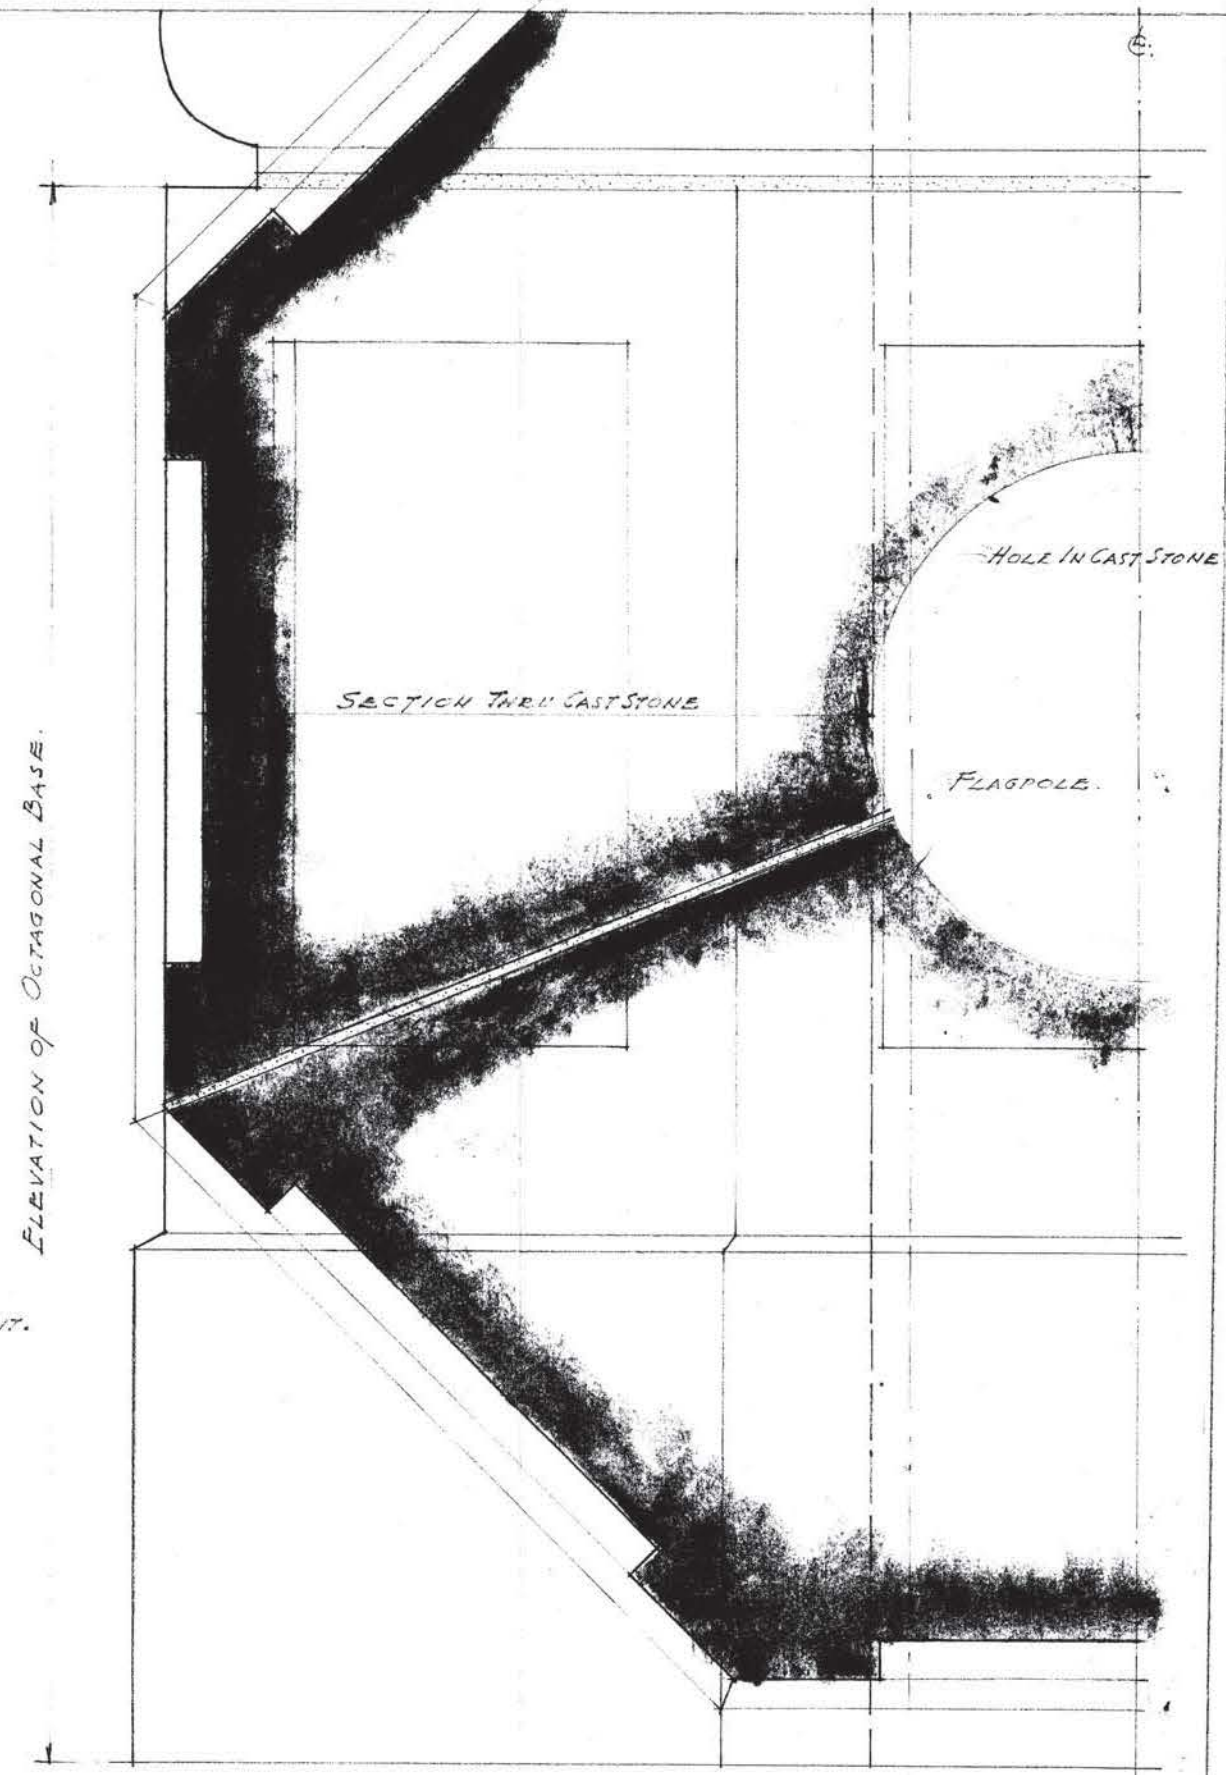 HOLE IN CAST STONE
SECTION THRU CAST STONE
FLAGPOLE.
ELEVATION OF OCTAGONAL BASE.